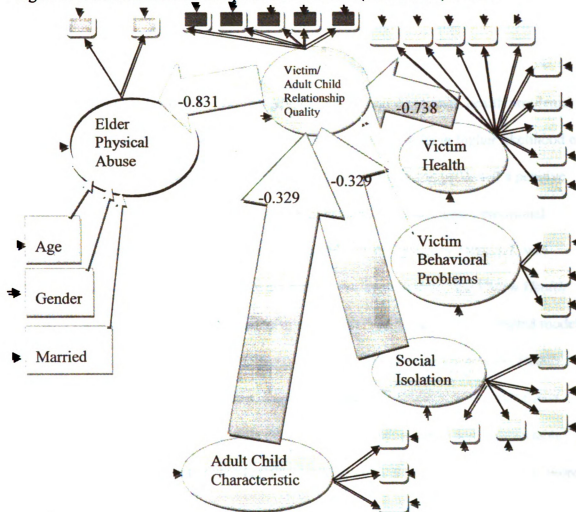 Victim/
Adult Child
Relationship
Quality
-0.831
-0.738
Elder
Physical
Abuse
Victim
Health
-0.329
-0.329
Age
Victim
Behavioral
Problems
Gender
Married
Social
Isolation
Adult Child
Characteristic